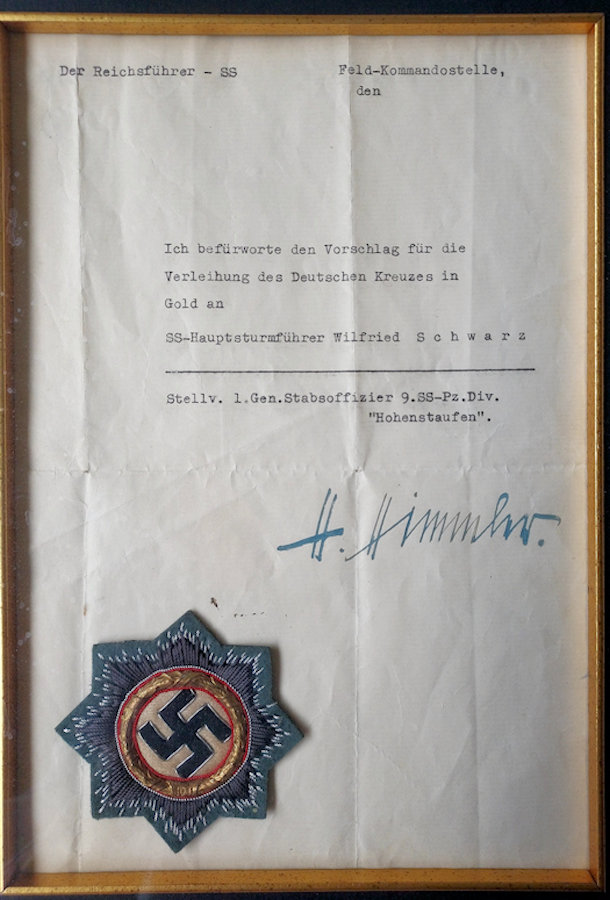 Der Reichsführer - SS
Feld-Kommandostelle,
den
Ich befürworte den Vorschlag für die
Verleihung des Deutschen Kreuzes in
Gold an
SS-Hauptsturmführer Wilfried S c h w a r z
Stellv. 1.Gen.Stabsoffizier 9.SS-Pz.Div.
"Hohenstaufen".
H. Himmler.